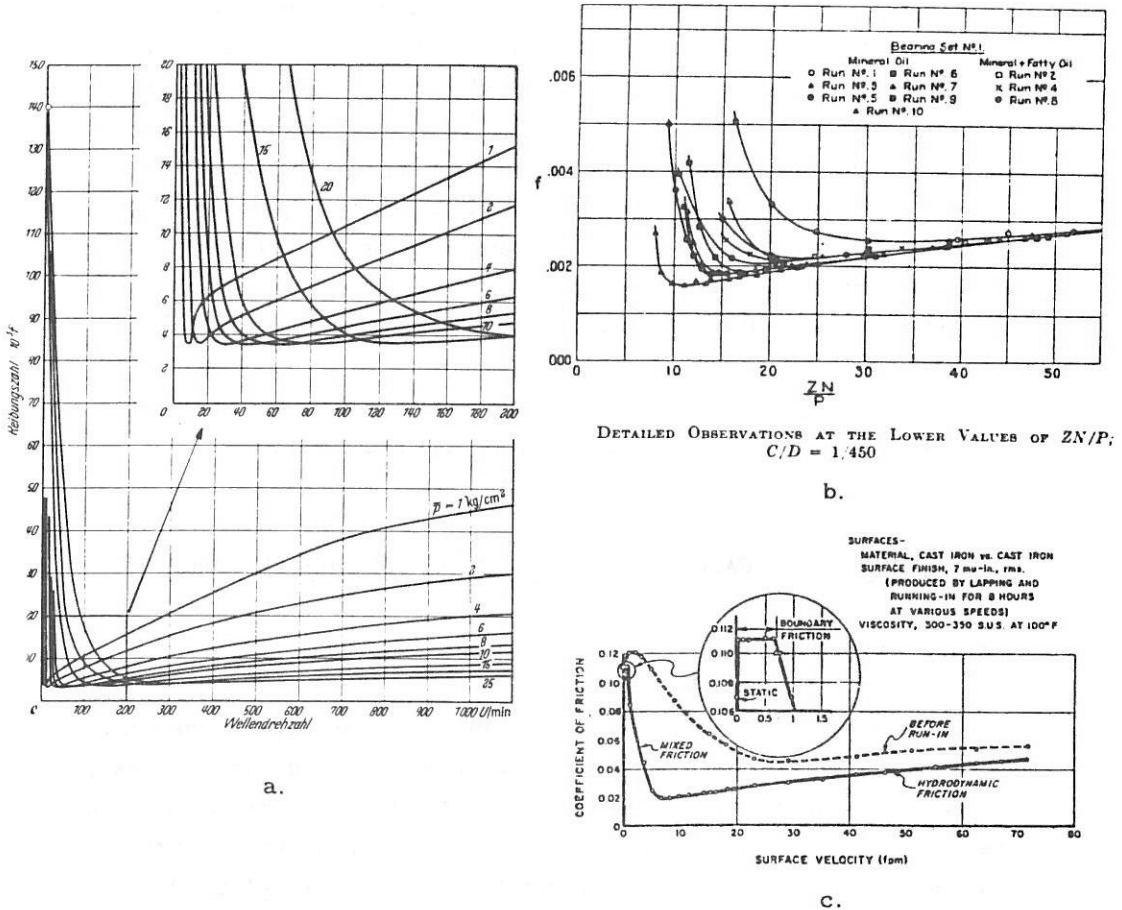 150
140
130
120
110
100
90
80
70
60
50
40
30
20
10
Reibungszahl 10³f
20
18
16
14
12
10
8
6
4
2
0 20 40 60 80 100 120 140 160 180 200
15
20
1
2
4
6
8
10
p̄ = 1 kg/cm²
2
4
6
8
10
15
25
c 100 200 300 400 500 600 700 800 900 1000 U/min
Wellendrehzahl
a.
Bearing Set Nº.1.
Mineral Oil Mineral + Fatty Oil
Run Nº. 1 Run Nº. 6 Run Nº 2
Run Nº. 3 Run Nº. 7 Run Nº. 4
Run Nº. 5 Run Nº. 9 Run Nº. 8
Run Nº. 10
.006
.004
f
.002
.000
10 20 30 40 50
ZN
P
DETAILED OBSERVATIONS AT THE LOWER VALUES OF ZN/P;
C/D = 1/450
b.
SURFACES-
MATERIAL, CAST IRON vs. CAST IRON
SURFACE FINISH, 7 mu-in., rms.
(PRODUCED BY LAPPING AND
RUNNING-IN FOR 8 HOURS
AT VARIOUS SPEEDS)
VISCOSITY, 300-350 S.U.S. AT 100°F
COEFFICIENT OF FRICTION
0.12
0.10
0.08
0.06
0.04
0.02
0 10 20 30 40 50 60 70 80
SURFACE VELOCITY (fpm)
0.112
0.110
0.108
0.106
BOUNDARY
FRICTION
STATIC
0 0.5 1.0 1.5
MIXED
FRICTION
BEFORE
RUN-IN
HYDRODYNAMIC
FRICTION
c.